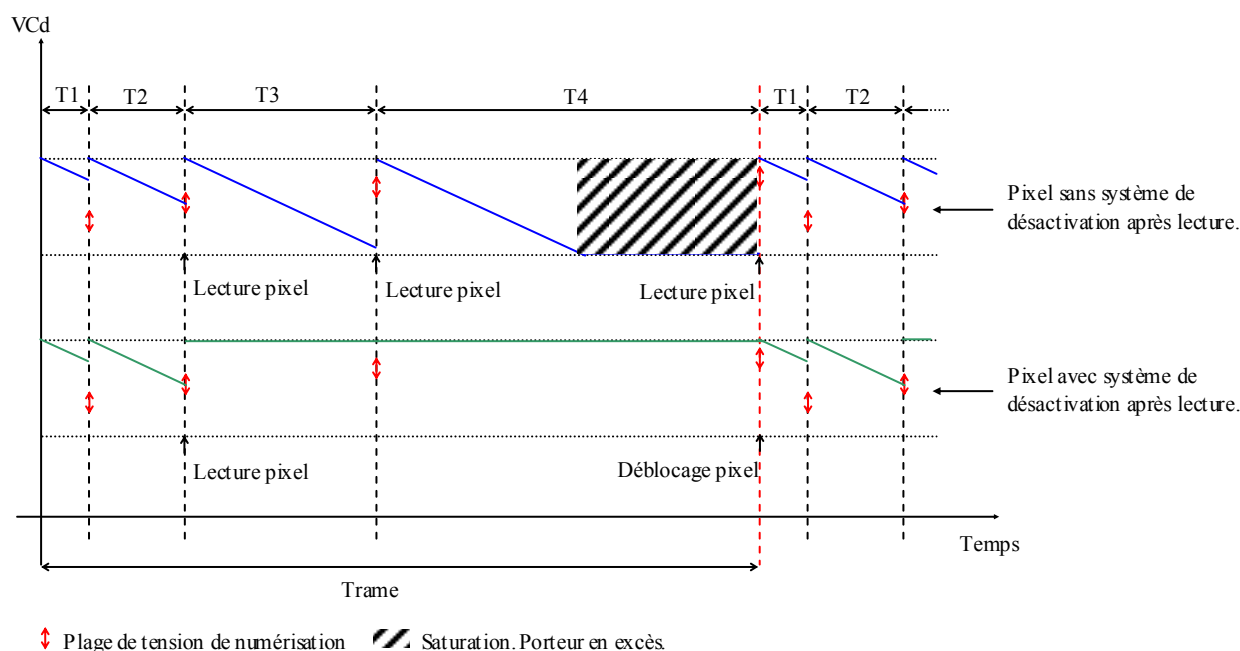 VCd
T1 T2 T3 T4 T1 T2
Pixel sans système de
désactivation après lecture.
Lecture pixel Lecture pixel Lecture pixel
Pixel avec système de
désactivation après lecture.
Lecture pixel Déblocage pixel
Temps
Trame
Plage de tension de numérisation Saturation. Porteur en excès.